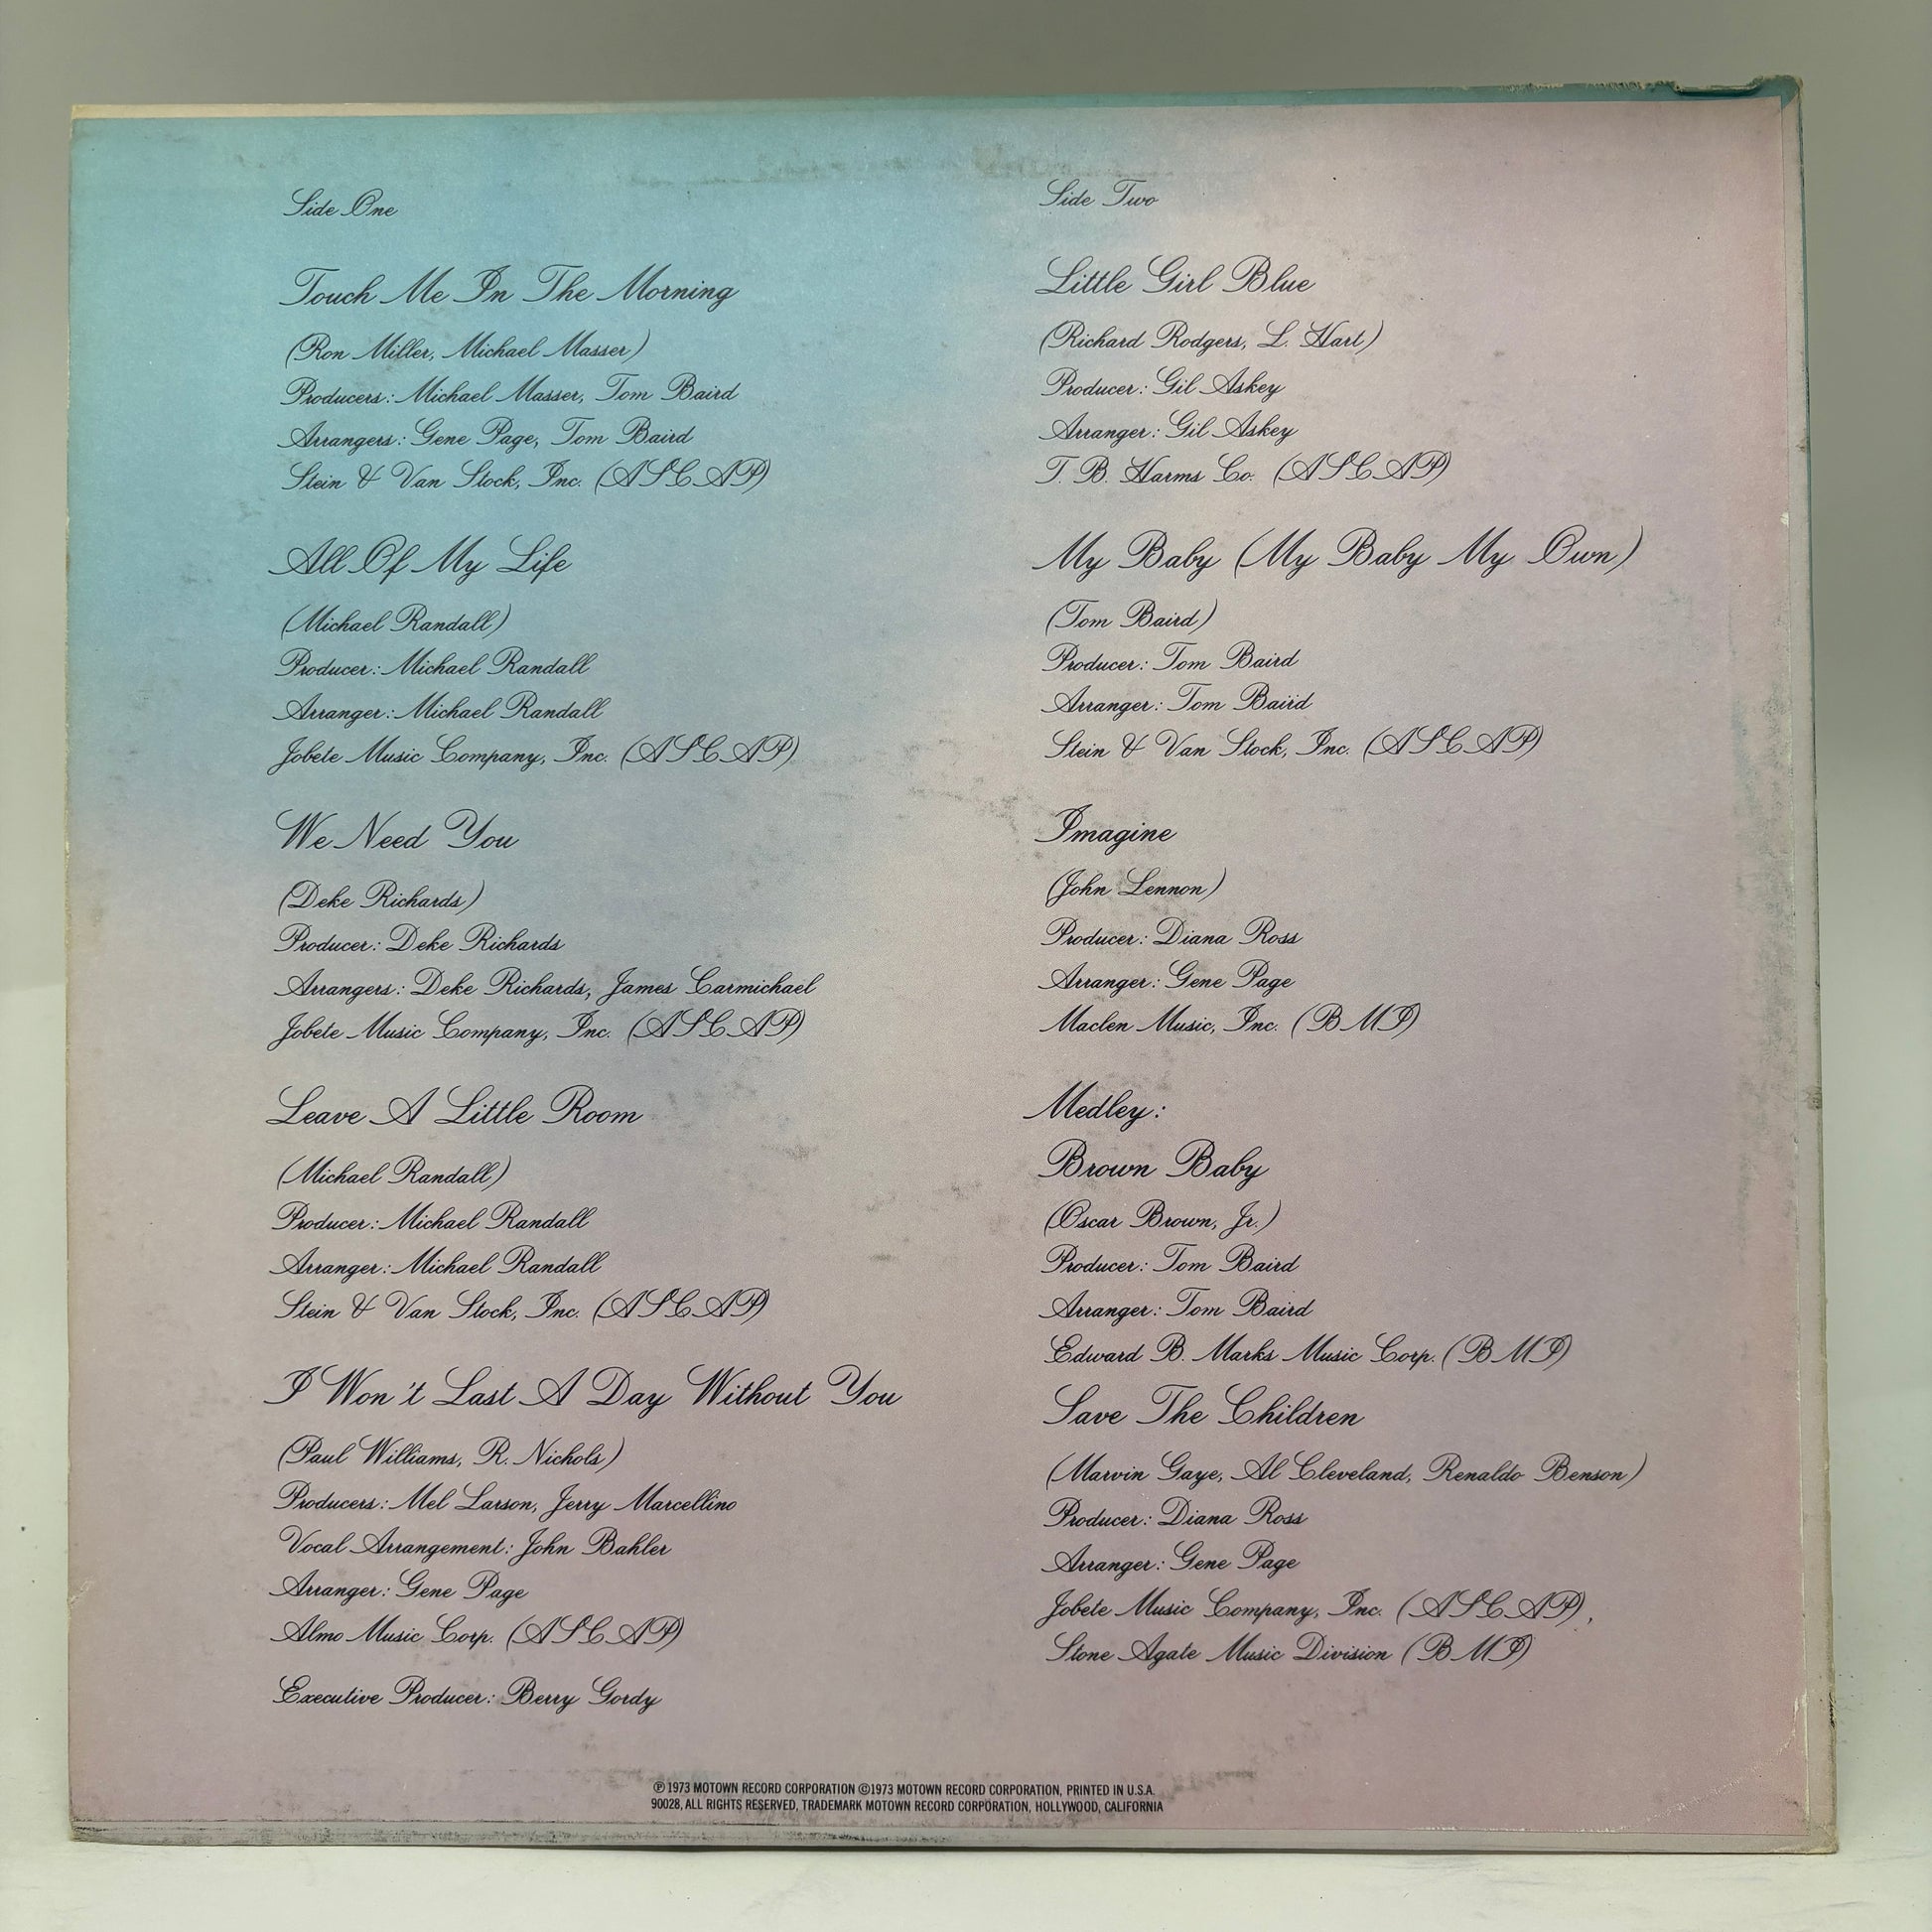 Side One
Touch Me In The Morning
(Ron Miller, Michael Masser)
Producers: Michael Masser, Tom Baird
Arrangers: Gene Page, Tom Baird
Stein & Van Stock, Inc. (ASCAP)
All Of My Life
(Michael Randall)
Producer: Michael Randall
Arranger: Michael Randall
Jobete Music Company, Inc. (ASCAP)
We Need You
(Deke Richards)
Producer: Deke Richards
Arrangers: Deke Richards, James Carmichael
Jobete Music Company, Inc. (ASCAP)
Leave A Little Room
(Michael Randall)
Producer: Michael Randall
Arranger: Michael Randall
Stein & Van Stock, Inc. (ASCAP)
I Won't Last A Day Without You
(Paul Williams, R. Nichols)
Producers: Mel Larson, Jerry Marcellino
Vocal Arrangement: John Bahler
Arranger: Gene Page
Almo Music Corp. (ASCAP)
Executive Producer: Berry Gordy
Side Two
Little Girl Blue
(Richard Rodgers, L. Hart)
Producer: Gil Askey
Arranger: Gil Askey
T. B. Harms Co. (ASCAP)
My Baby (My Baby My Own)
(Tom Baird)
Producer: Tom Baird
Arranger: Tom Baird
Stein & Van Stock, Inc. (ASCAP)
Imagine
(John Lennon)
Producer: Diana Ross
Arranger: Gene Page
Maclen Music, Inc. (BMI)
Medley:
Brown Baby
(Oscar Brown, Jr.)
Producer: Tom Baird
Arranger: Tom Baird
Edward B. Marks Music Corp. (BMI)
Save The Children
(Marvin Gaye, Al Cleveland, Renaldo Benson)
Producer: Diana Ross
Arranger: Gene Page
Jobete Music Company, Inc. (ASCAP),
Stone Agate Music Division (BMI)
℗ 1973 MOTOWN RECORD CORPORATION ©1973 MOTOWN RECORD CORPORATION, PRINTED IN U.S.A.
90028, ALL RIGHTS RESERVED, TRADEMARK MOTOWN RECORD CORPORATION, HOLLYWOOD, CALIFORNIA